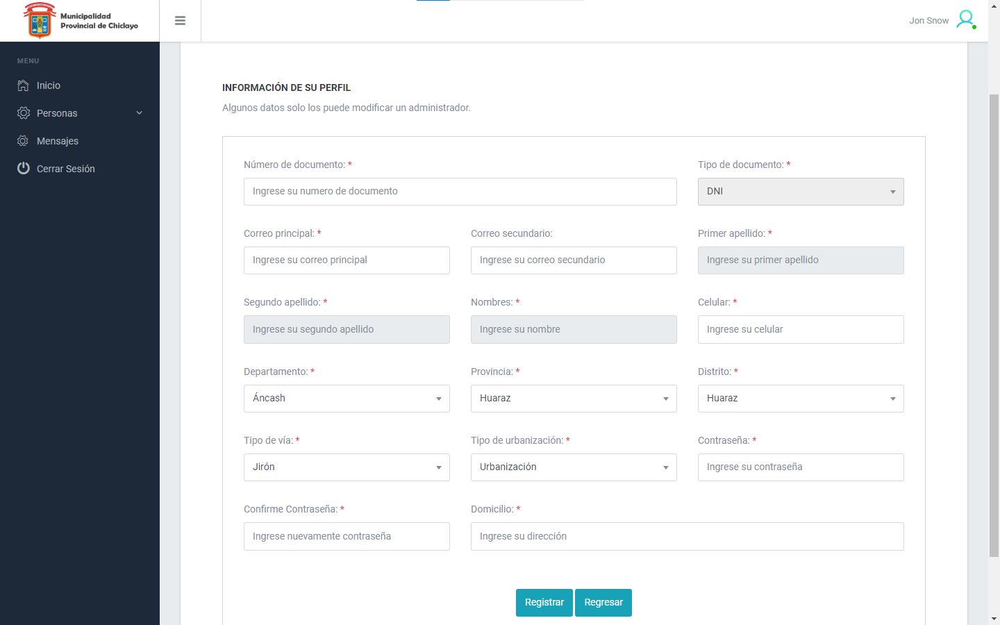 Municipalidad
Provincial de Chiclayo
Jon Snow
MENU
Inicio
Personas
Mensajes
Cerrar Sesión
INFORMACIÓN DE SU PERFIL
Algunos datos solo los puede modificar un administrador.
Número de documento: *
Tipo de documento: *
Ingrese su numero de documento
DNI
Correo principal: *
Correo secundario:
Primer apellido: *
Ingrese su correo principal
Ingrese su correo secundario
Ingrese su primer apellido
Segundo apellido: *
Nombres: *
Celular: *
Ingrese su segundo apellido
Ingrese su nombre
Ingrese su celular
Departamento: *
Provincia: *
Distrito: *
Áncash
Huaraz
Huaraz
Tipo de vía: *
Tipo de urbanización: *
Contraseña: *
Jirón
Urbanización
Ingrese su contraseña
Confirme Contraseña: *
Domicilio: *
Ingrese nuevamente contraseña
Ingrese su dirección
Registrar
Regresar